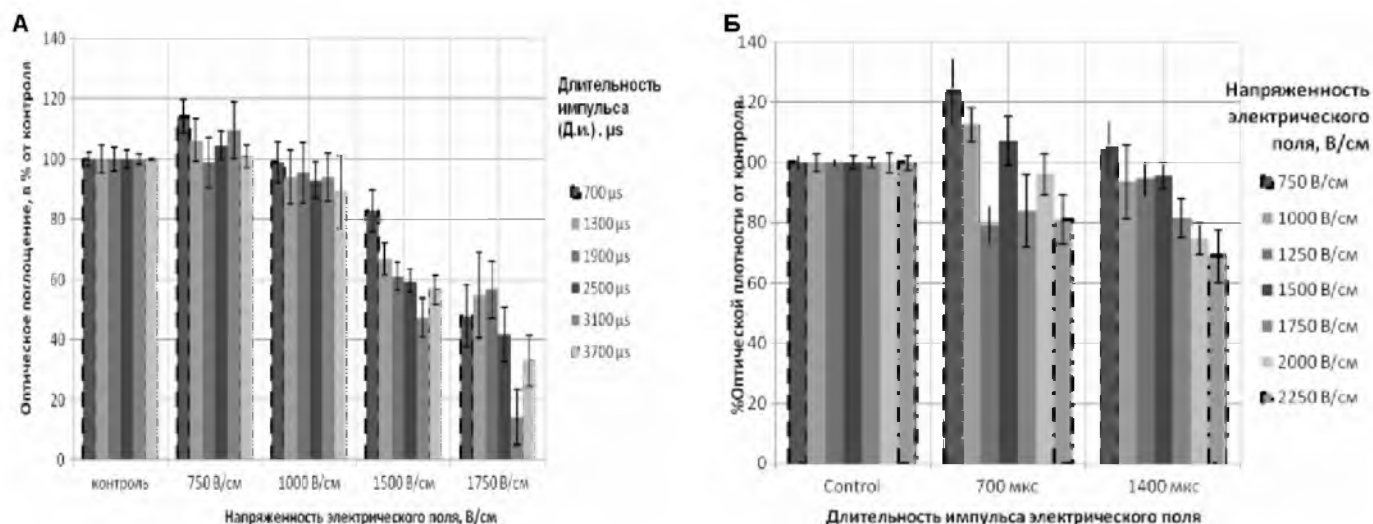 А
Оптическое поглощение, в % от контроля
140
120
100
80
60
40
20
0
контроль
750 В/см
1000 В/см
1500 В/см
1750 В/см
Напряженность электрического поля, В/см
Длительность
импульса
(Д.и.). µs
700 µs
1300 µs
1900 µs
2500 µs
3100 µs
3700 µs
Б
%Оптической плотности от контроля
140
120
100
80
60
40
20
0
Control
700 мкс
1400 мкс
Длительность импульса электрического поля
Напряженность
электрического
поля, В/см
750 В/см
1000 В/см
1250 В/см
1500 В/см
1750 В/см
2000 В/см
2250 В/см